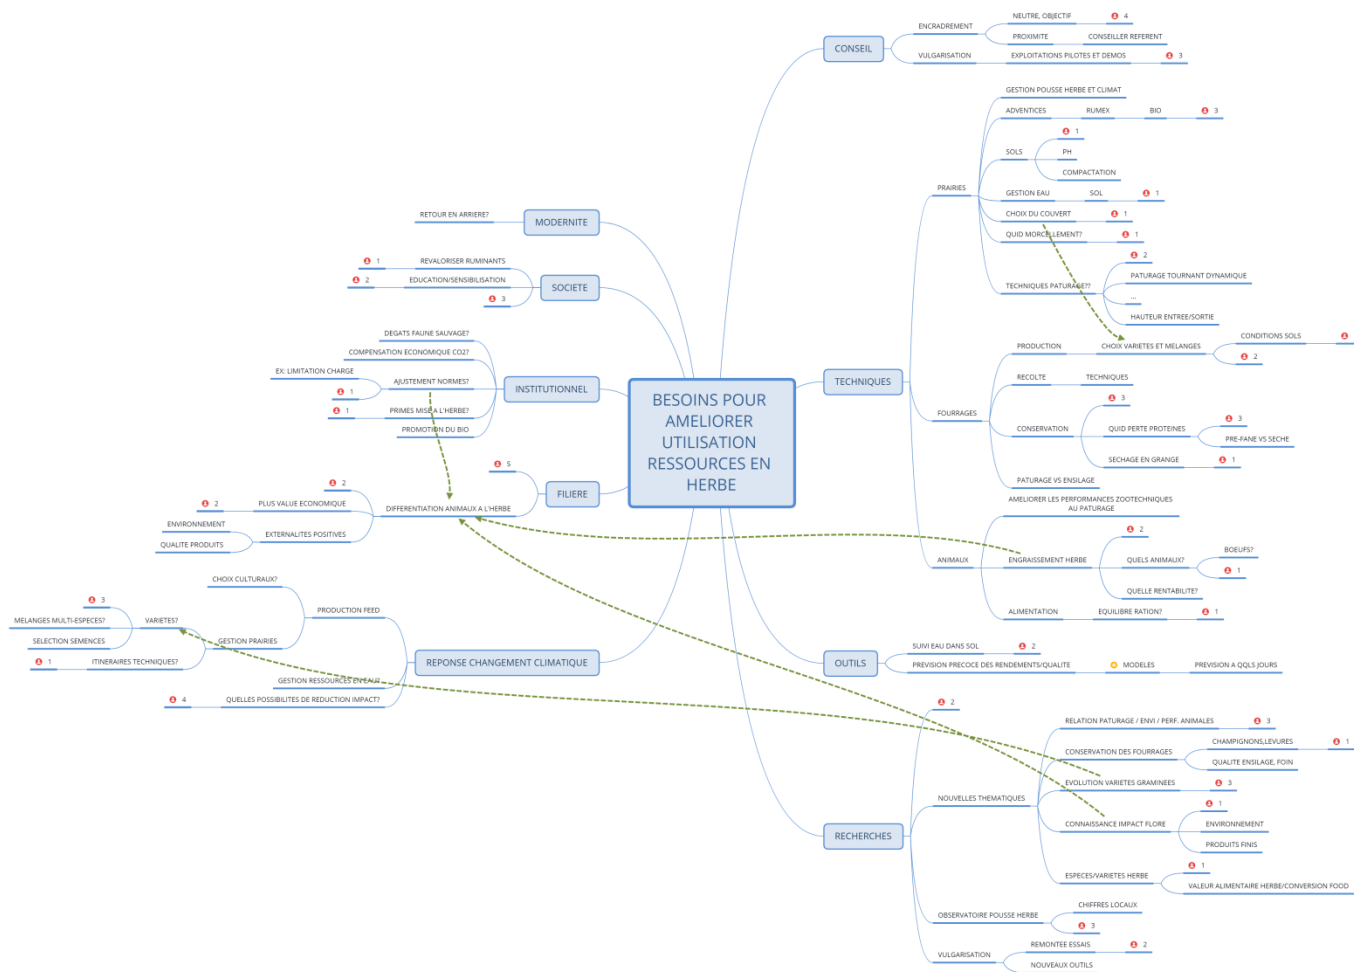 BESOINS POUR
AMELIORER
UTILISATION
RESSOURCES EN
HERBE
CONSEIL
ENCRADREMENT
NEUTRE, OBJECTIF
4
PROXIMITE
CONSEILLER REFERENT
VULGARISATION
EXPLOITATIONS PILOTES ET DEMOS
3
TECHNIQUES
PRAIRIES
GESTION POUSSE HERBE ET CLIMAT
ADVENTICES
RUMEX
BIO
3
SOLS
1
PH
COMPACTATION
GESTION EAU
SOL
1
CHOIX DU COUVERT
1
QUID MORCELLEMENT?
1
TECHNIQUES PATURAGE??
2
PATURAGE TOURNANT DYNAMIQUE
...
HAUTEUR ENTREE/SORTIE
FOURRAGES
PRODUCTION
CHOIX VARIETES ET MELANGES
CONDITIONS SOLS
2
RECOLTE
TECHNIQUES
CONSERVATION
3
QUID PERTE PROTEINES
3
PRE-FANE VS SECHE
SECHAGE EN GRANGE
1
PATURAGE VS ENSILAGE
ANIMAUX
AMELIORER LES PERFORMANCES ZOOTECHNIQUES
AU PATURAGE
ENGRAISSEMENT HERBE
2
QUELS ANIMAUX?
BOEUFS?
1
QUELLE RENTABILITE?
ALIMENTATION
EQUILIBRE RATION?
1
OUTILS
SUIVI EAU DANS SOL
2
PREVISION PRECOCE DES RENDEMENTS/QUALITE
MODELES
PREVISION A QQLS JOURS
RECHERCHES
2
NOUVELLES THEMATIQUES
RELATION PATURAGE / ENVI / PERF. ANIMALES
3
CONSERVATION DES FOURRAGES
CHAMPIGNONS,LEVURES
1
QUALITE ENSILAGE, FOIN
EVOLUTION VARIETES GRAMINEES
3
CONNAISSANCE IMPACT FLORE
1
ENVIRONNEMENT
PRODUITS FINIS
ESPECES/VARIETES HERBE
1
VALEUR ALIMENTAIRE HERBE/CONVERSION FOOD
OBSERVATOIRE POUSSE HERBE
CHIFFRES LOCAUX
3
VULGARISATION
REMONTEE ESSAIS
2
NOUVEAUX OUTILS
MODERNITE
RETOUR EN ARRIERE?
SOCIETE
REVALORISER RUMINANTS
1
EDUCATION/SENSIBILISATION
2
3
INSTITUTIONNEL
DEGATS FAUNE SAUVAGE?
COMPENSATION ECONOMIQUE CO2?
AJUSTEMENT NORMES?
EX: LIMITATION CHARGE
1
PRIMES MISE A L'HERBE?
1
PROMOTION DU BIO
FILIERE
5
DIFFERENTIATION ANIMAUX A L'HERBE
2
PLUS VALUE ECONOMIQUE
2
EXTERNALITES POSITIVES
ENVIRONNEMENT
QUALITE PRODUITS
REPONSE CHANGEMENT CLIMATIQUE
PRODUCTION FEED
CHOIX CULTURAUX?
GESTION PRAIRIES
VARIETES?
3
MELANGES MULTI-ESPECES?
SELECTION SEMENCES
ITINERAIRES TECHNIQUES?
1
GESTION RESSOURCES EN EAU?
QUELLES POSSIBILITES DE REDUCTION IMPACT?
4